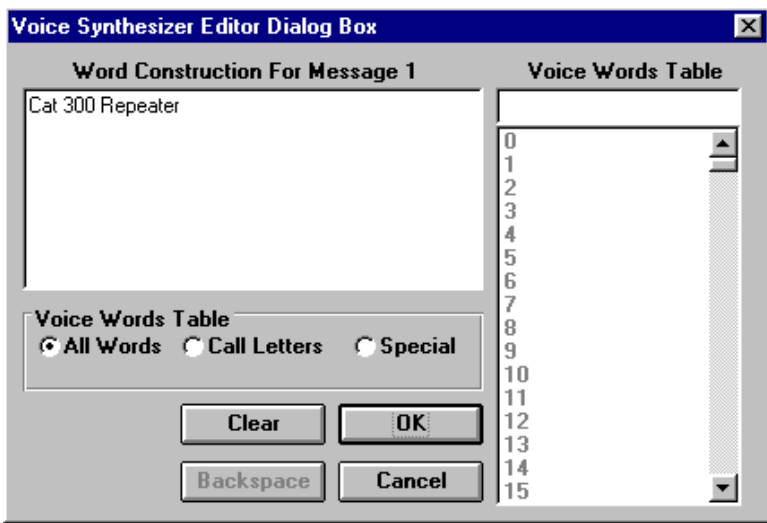 Voice Synthesizer Editor Dialog Box
Word Construction For Message 1
Cat 300 Repeater
Voice Words Table
All Words Call Letters Special
Clear OK
Backspace Cancel
Voice Words Table
0
1
2
3
4
5
6
7
8
9
10
11
12
13
14
15